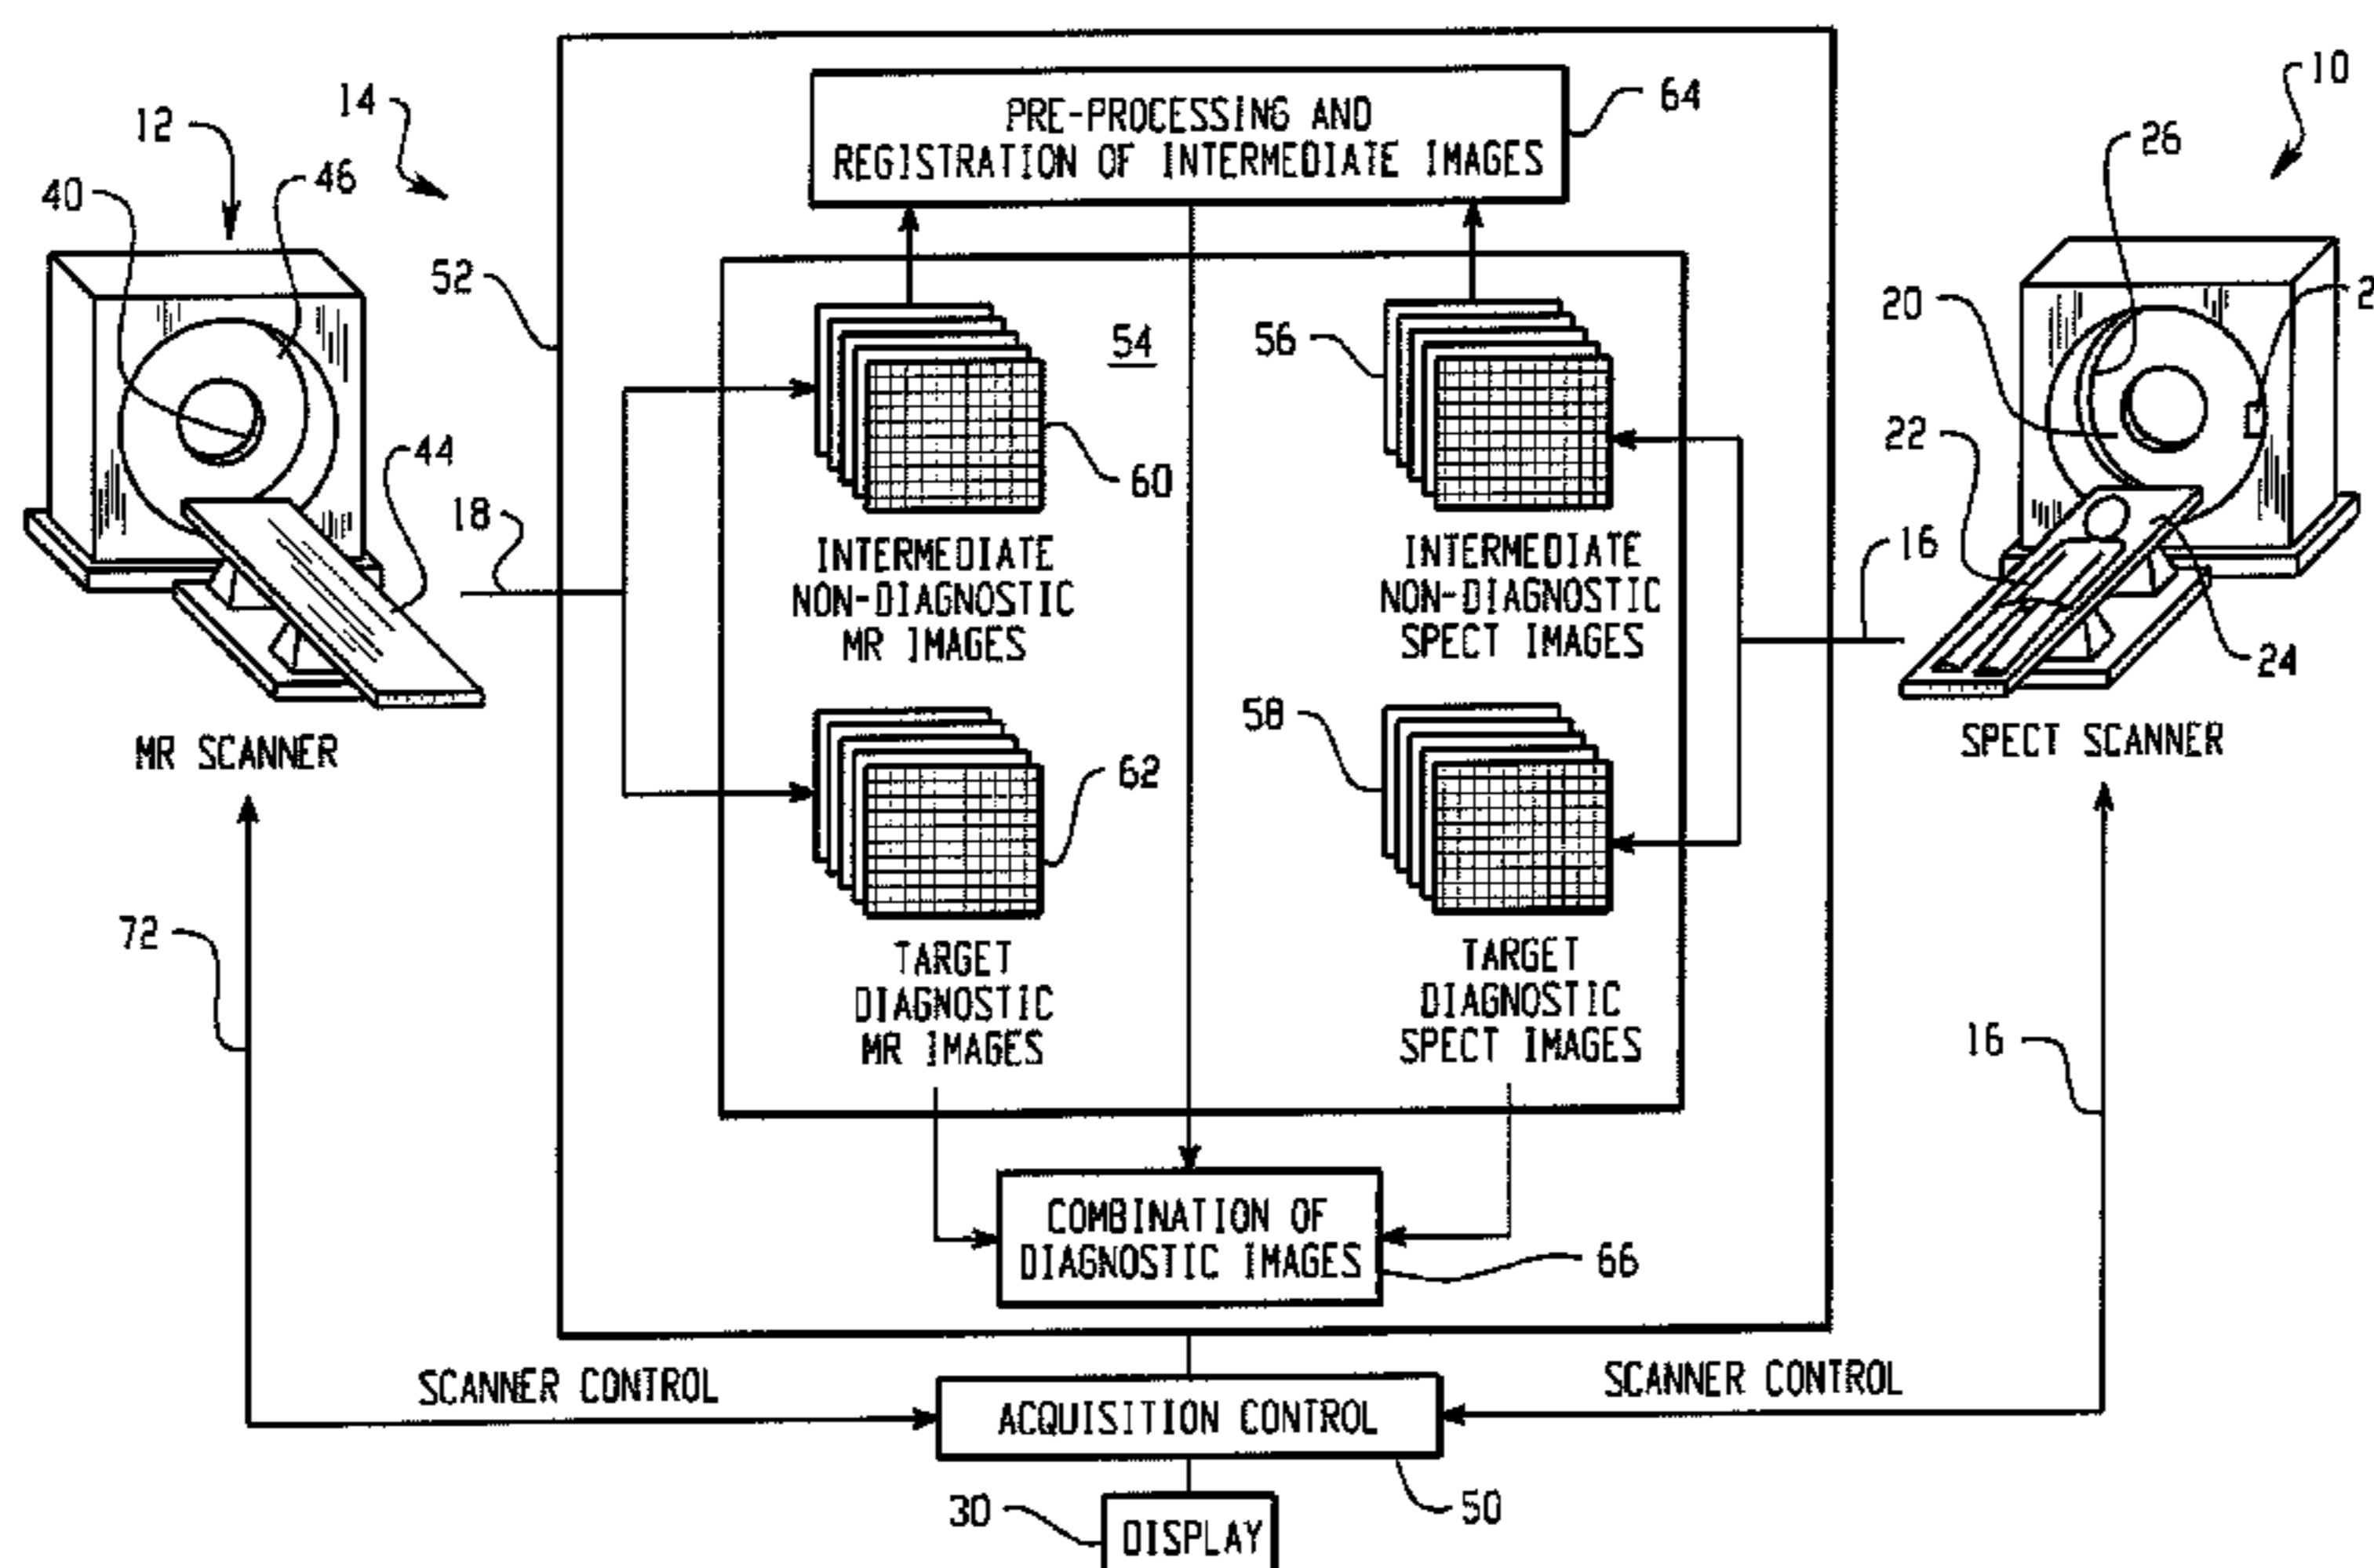 PRE-PROCESSING AND
REGISTRATION OF INTERMEDIATE IMAGES
64
10
12
14
40
46
26
52
20
2
54
56
22
44
60
18
16
INTERMEDIATE
NON-DIAGNOSTIC
MR IMAGES
INTERMEDIATE
NON-DIAGNOSTIC
SPECT IMAGES
24
MR SCANNER
SPECT SCANNER
62
58
72
TARGET
DIAGNOSTIC
MR IMAGES
TARGET
DIAGNOSTIC
SPECT IMAGES
16
COMBINATION OF
DIAGNOSTIC IMAGES
66
SCANNER CONTROL
SCANNER CONTROL
ACQUISITION CONTROL
50
30
DISPLAY